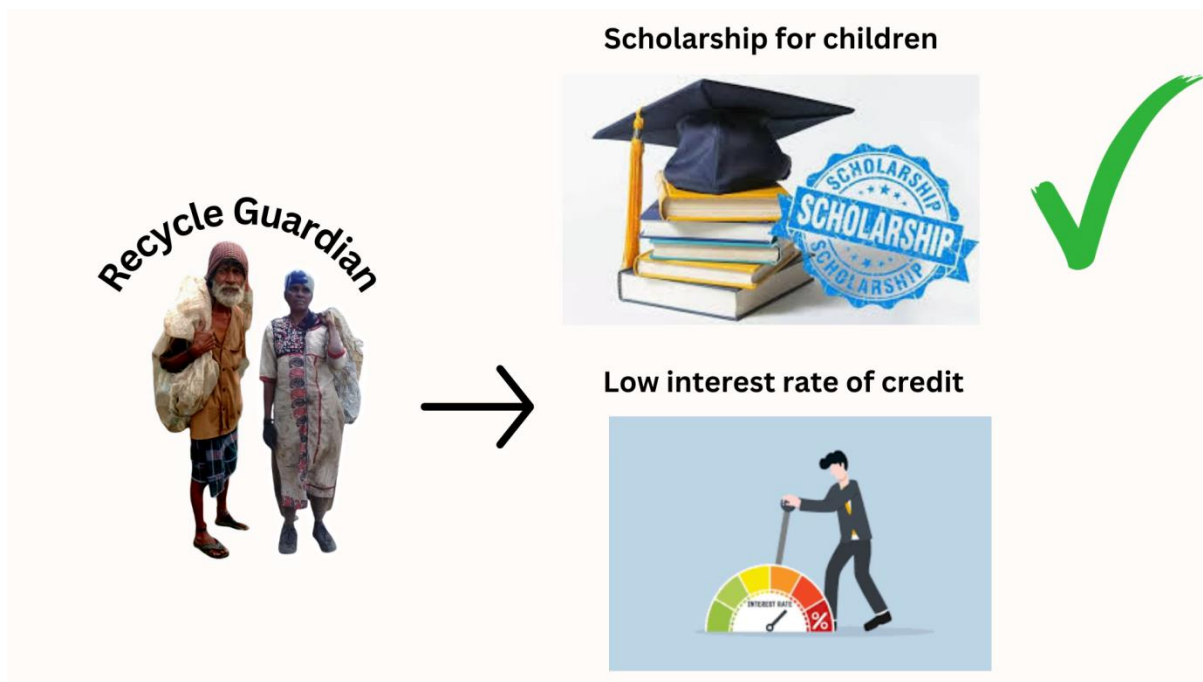 Scholarship for children
SCHOLARSHIP
SCHOLARSHIP
SCHOLARSHIP
Recycle Guardian
Low interest rate of credit
INTEREST RATE
%